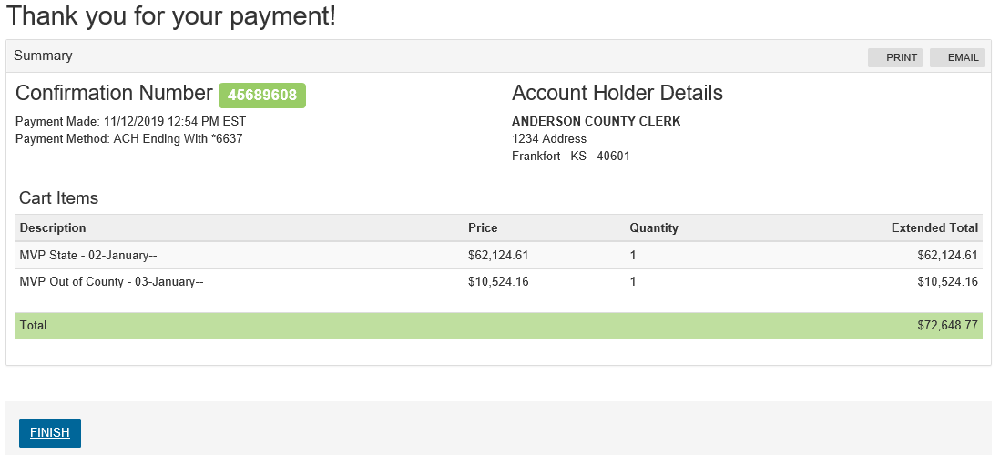 Thank you for your payment!
Summary
PRINT
EMAIL
Confirmation Number 45689608
Payment Made: 11/12/2019 12:54 PM EST
Payment Method: ACH Ending With *6637
Account Holder Details
ANDERSON COUNTY CLERK
1234 Address
Frankfort KS 40601
Cart Items
Description Price Quantity Extended Total
MVP State - 02-January-- $62,124.61 1 $62,124.61
MVP Out of County - 03-January-- $10,524.16 1 $10,524.16
Total $72,648.77
FINISH